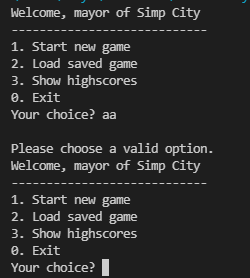 Welcome, mayor of Simp City
----------------------------
1. Start new game
2. Load saved game
3. Show highscores
0. Exit
Your choice? aa
Please choose a valid option.
Welcome, mayor of Simp City
----------------------------
1. Start new game
2. Load saved game
3. Show highscores
0. Exit
Your choice?